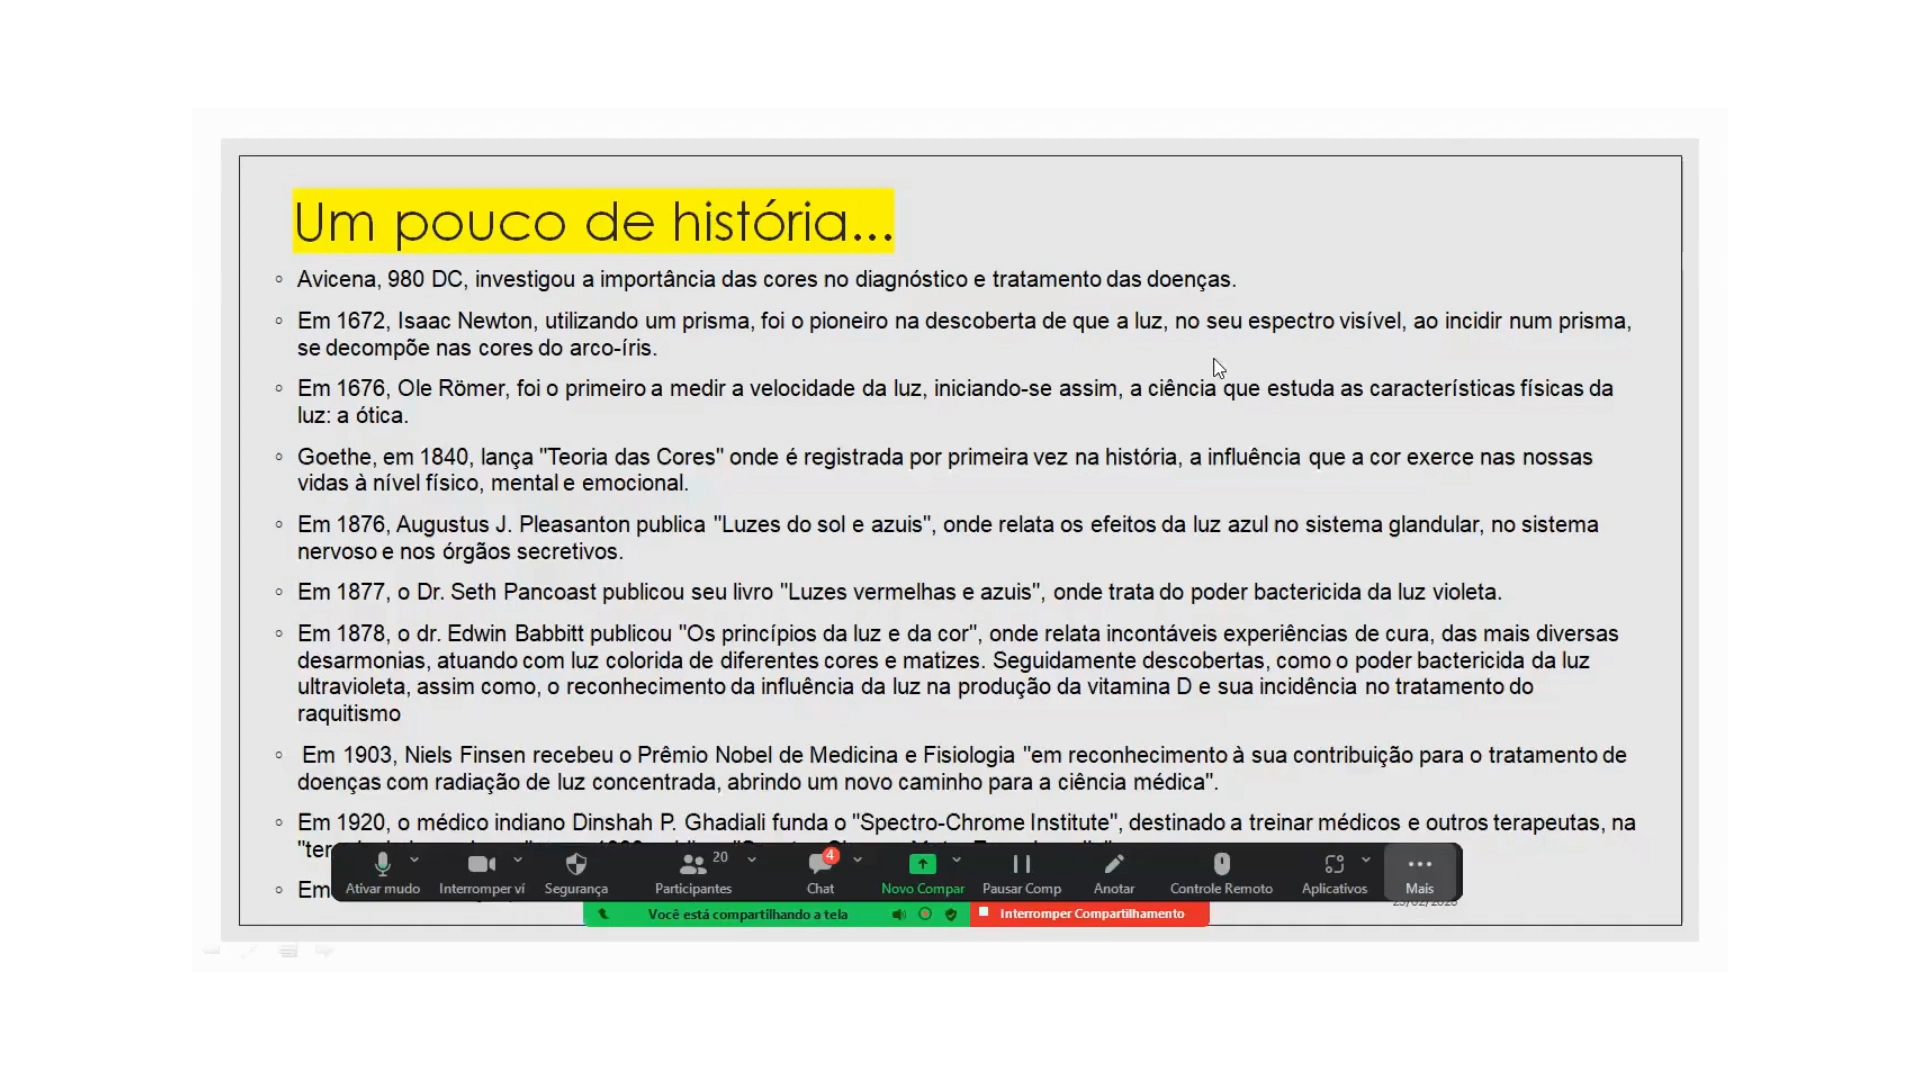 Um pouco de história...
Avicena, 980 DC, investigou a importância das cores no diagnóstico e tratamento das doenças.
Em 1672, Isaac Newton, utilizando um prisma, foi o pioneiro na descoberta de que a luz, no seu espectro visível, ao incidir num prisma,
se decompõe nas cores do arco-íris.
Em 1676, Ole Römer, foi o primeiro a medir a velocidade da luz, iniciando-se assim, a ciência que estuda as características físicas da
luz: a ótica.
Goethe, em 1840, lança "Teoria das Cores" onde é registrada por primeira vez na história, a influência que a cor exerce nas nossas
vidas à nível físico, mental e emocional.
Em 1876, Augustus J. Pleasanton publica "Luzes do sol e azuis", onde relata os efeitos da luz azul no sistema glandular, no sistema
nervoso e nos órgãos secretivos.
Em 1877, o Dr. Seth Pancoast publicou seu livro "Luzes vermelhas e azuis", onde trata do poder bactericida da luz violeta.
Em 1878, o dr. Edwin Babbitt publicou "Os princípios da luz e da cor", onde relata incontáveis experiências de cura, das mais diversas
desarmonias, atuando com luz colorida de diferentes cores e matizes. Seguidamente descobertas, como o poder bactericida da luz
ultravioleta, assim como, o reconhecimento da influência da luz na produção da vitamina D e sua incidência no tratamento do
raquitismo
Em 1903, Niels Finsen recebeu o Prêmio Nobel de Medicina e Fisiologia "em reconhecimento à sua contribuição para o tratamento de
doenças com radiação de luz concentrada, abrindo um novo caminho para a ciência médica".
Em 1920, o médico indiano Dinshah P. Ghadiali funda o "Spectro-Chrome Institute", destinado a treinar médicos e outros terapeutas, na
Em
20
4
Ativar mudo
Interromper ví
Segurança
Participantes
Chat
Novo Compar
Pausar Comp
Anotar
Controle Remoto
Aplicativos
Mais
Você está compartilhando a tela
Interromper Compartilhamento